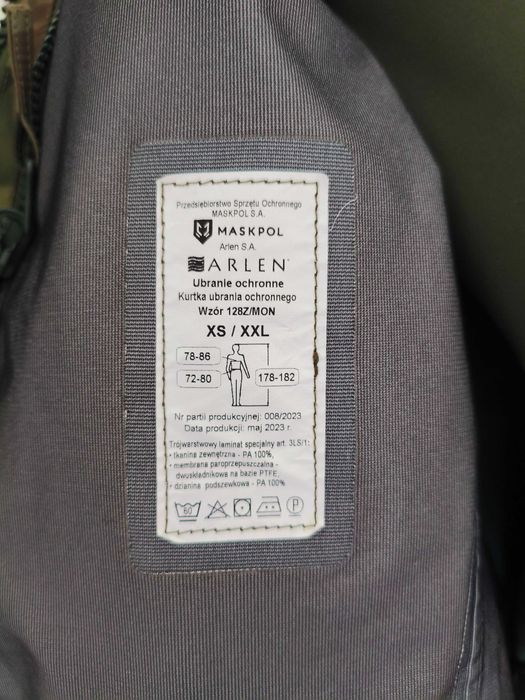 Przedsiębiorstwo Sprzętu Ochronnego
MASKPOL S.A.
MASKPOL
Arlen S.A.
ARLEN
Ubranie ochronne
Kurtka ubrania ochronnego
Wzór 128Z/MON
XS / XXL
78-86
72-80
178-182
Nr partii produkcyjnej: 008/2023
Data produkcji: maj 2023 r.
Trójwarstwowy laminat specjalny art. 3LS/1:
• tkanina zewnętrzna - PA 100%,
• membrana paroprzepuszczalna -
dwuskładnikowa na bazie PTFE,
• dzianina podszewkowa - PA 100%
60
P